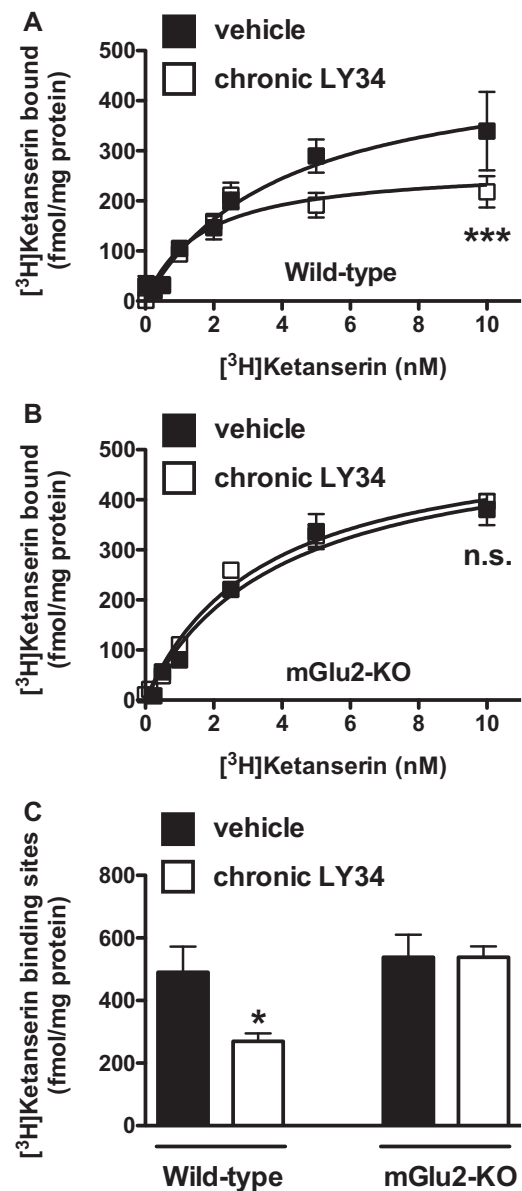 A
vehicle
chronic LY34
[³H]Ketanserin bound
(fmol/mg protein)
500
400
300
200
100
0
***
Wild-type
0 2 4 6 8 10
[³H]Ketanserin (nM)
B
vehicle
chronic LY34
[³H]Ketanserin bound
(fmol/mg protein)
500
400
300
200
100
0
n.s.
mGlu2-KO
0 2 4 6 8 10
[³H]Ketanserin (nM)
C
vehicle
chronic LY34
[³H]Ketanserin binding sites
(fmol/mg protein)
800
600
400
200
0
*
Wild-type mGlu2-KO